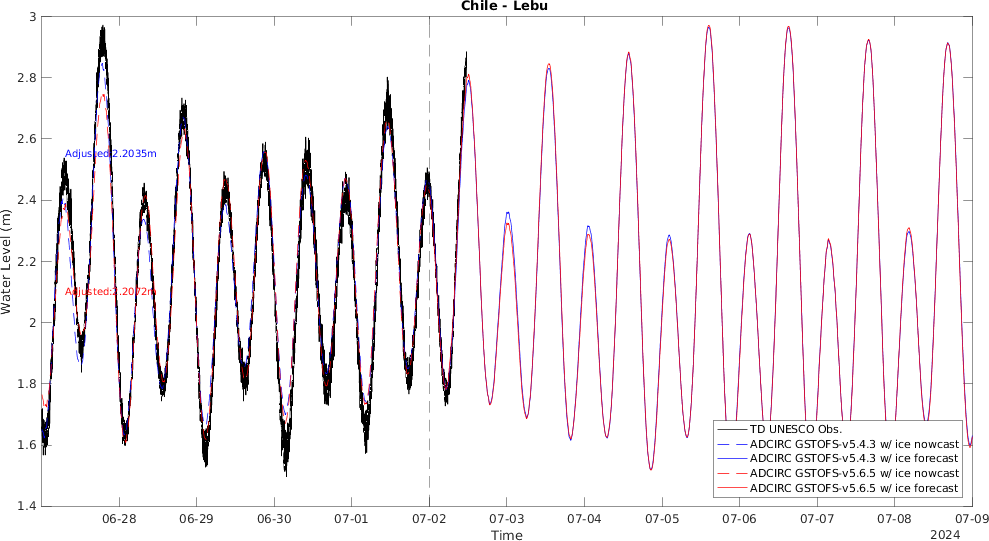 Chile - Lebu
3
2.8
2.6
2.4
2.2
2
1.8
1.6
1.4
Water Level (m)
Adjusted:2.2035m
Adjusted:2.2072m
TD UNESCO Obs.
ADCIRC GSTOFS-v5.4.3 w/ ice nowcast
ADCIRC GSTOFS-v5.4.3 w/ ice forecast
ADCIRC GSTOFS-v5.6.5 w/ ice nowcast
ADCIRC GSTOFS-v5.6.5 w/ ice forecast
06-28 06-29 06-30 07-01 07-02 07-03 07-04 07-05 07-06 07-07 07-08 07-09
Time
2024